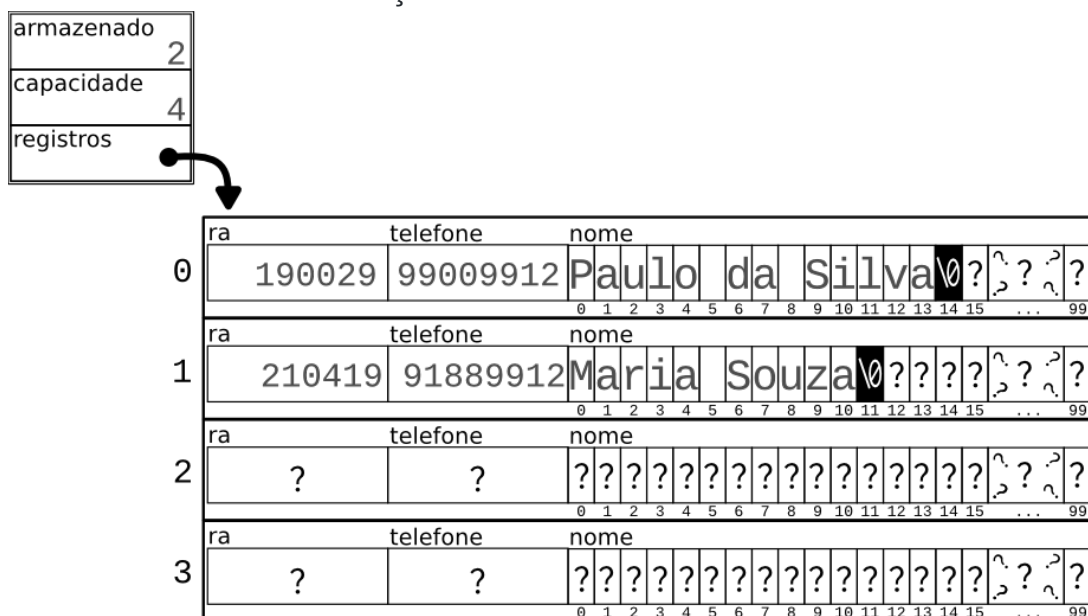 armazenado
2
capacidade
4
registros
ra telefone nome
0 190029 99009912 Paulo da Silva\0? ? ? ? ? ? ?
0 1 2 3 4 5 6 7 8 9 10 11 12 13 14 15 ... 99
ra telefone nome
1 210419 91889912 Maria Souza\0???? ? ? ? ? ? ?
0 1 2 3 4 5 6 7 8 9 10 11 12 13 14 15 ... 99
ra telefone nome
2 ? ? ???????????????? ? ? ? ? ? ?
0 1 2 3 4 5 6 7 8 9 10 11 12 13 14 15 ... 99
ra telefone nome
3 ? ? ???????????????? ? ? ? ? ? ?
0 1 2 3 4 5 6 7 8 9 10 11 12 13 14 15 ... 99